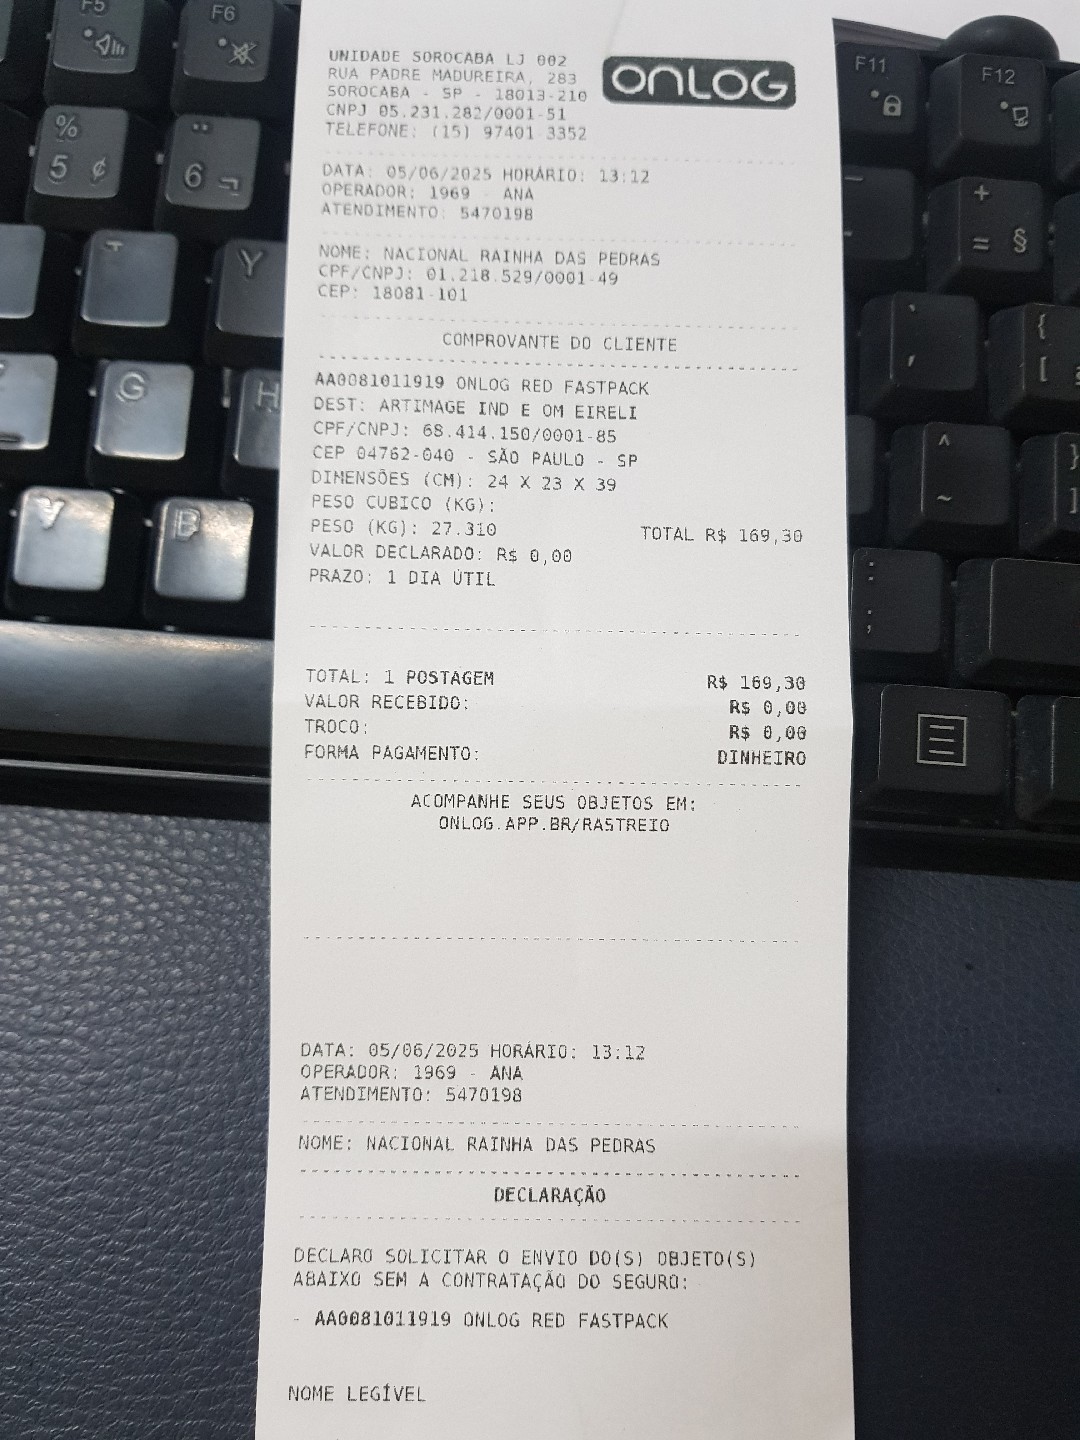 UNIDADE SOROCABA LJ 002
RUA PADRE MADUREIRA, 283
SOROCABA - SP - 18013-210
CNPJ 05.231.282/0001-51
TELEFONE: (15) 97401 3352
ONLOG
DATA: 05/06/2025 HORÁRIO: 13:12
OPERADOR: 1969 - ANA
ATENDIMENTO: 5470198
NOME: NACIONAL RAINHA DAS PEDRAS
CPF/CNPJ: 01.218.529/0001-49
CEP: 18081-101
COMPROVANTE DO CLIENTE
AA0081011919 ONLOG RED FASTPACK
DEST: ARTIMAGE IND E OM EIRELI
CPF/CNPJ: 68.414.150/0001-85
CEP 04762-040 - SÃO PAULO - SP
DIMENSÕES (CM): 24 X 23 X 39
PESO CUBICO (KG):
PESO (KG): 27.310 TOTAL R$ 169,30
VALOR DECLARADO: R$ 0,00
PRAZO: 1 DIA ÚTIL
TOTAL: 1 POSTAGEM R$ 169,30
VALOR RECEBIDO: R$ 0,00
TROCO: R$ 0,00
FORMA PAGAMENTO: DINHEIRO
ACOMPANHE SEUS OBJETOS EM:
ONLOG.APP.BR/RASTREIO
DATA: 05/06/2025 HORÁRIO: 13:12
OPERADOR: 1969 - ANA
ATENDIMENTO: 5470198
NOME: NACIONAL RAINHA DAS PEDRAS
DECLARAÇÃO
DECLARO SOLICITAR O ENVIO DO(S) OBJETO(S)
ABAIXO SEM A CONTRATAÇÃO DO SEGURO:
- AA0081011919 ONLOG RED FASTPACK
NOME LEGÍVEL
F5
F6
F11
F12
% 5 ¢
¨ 6 ¬
+ = §
Y
G
H
V
B
{ [
^ ~
: ;